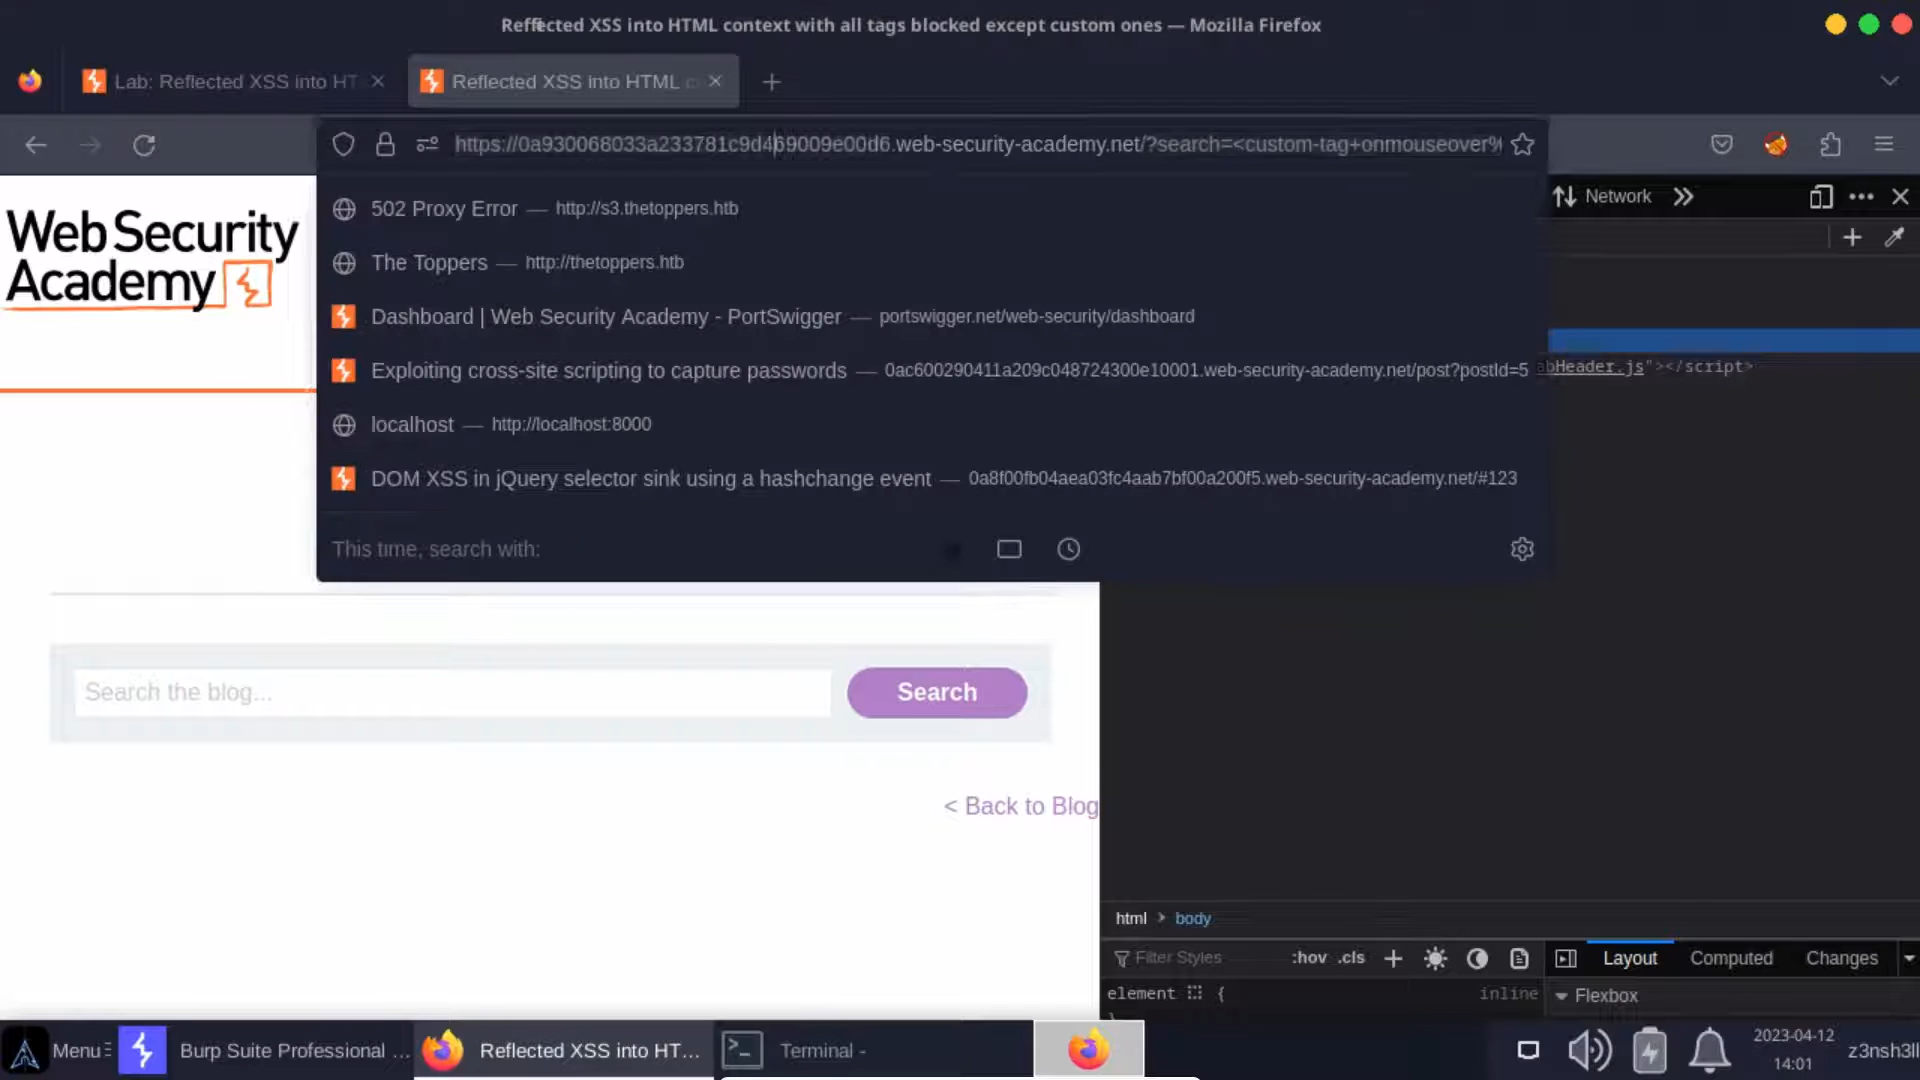 Reflected XSS into HTML context with all tags blocked except custom ones — Mozilla Firefox
Lab: Reflected XSS into HT
Reflected XSS into HTML c
https://0a930068033a233781c9d469009e00d6.web-security-academy.net/?search=<custom-tag+onmouseover%
502 Proxy Error — http://s3.thetoppers.htb
The Toppers — http://thetoppers.htb
Dashboard | Web Security Academy - PortSwigger — portswigger.net/web-security/dashboard
Exploiting cross-site scripting to capture passwords — 0ac600290411a209c048724300e10001.web-security-academy.net/post?postId=5
localhost — http://localhost:8000
DOM XSS in jQuery selector sink using a hashchange event — 0a8f00fb04aea03fc4aab7bf00a200f5.web-security-academy.net/#123
This time, search with:
Network
abHeader.js"></script>
Web Security
Academy
Search the blog...
Search
< Back to Blog
html > body
Filter Styles
:hov .cls
Layout
Computed
Changes
element {
inline
}
Flexbox
Menu
Burp Suite Professional ...
Reflected XSS into HT...
Terminal -
2023-04-12
14:01
z3nsh3ll